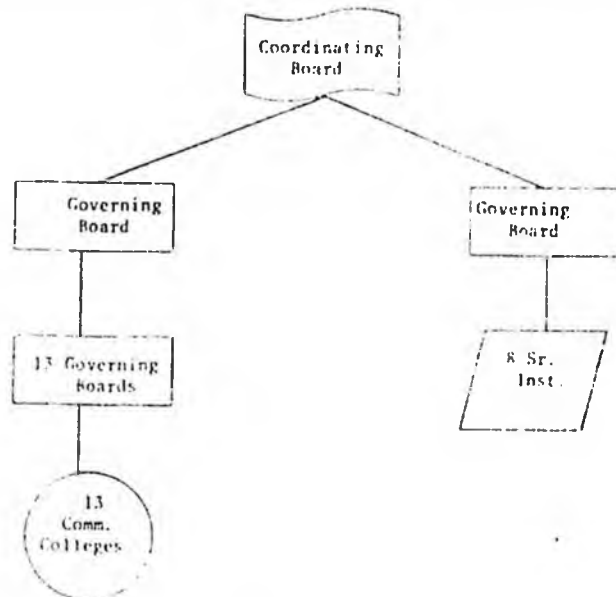 Coordinating
Board
Governing
Board
Governing
Board
13 Governing
Boards
8 Sr.
Inst.
13
Comm.
Colleges